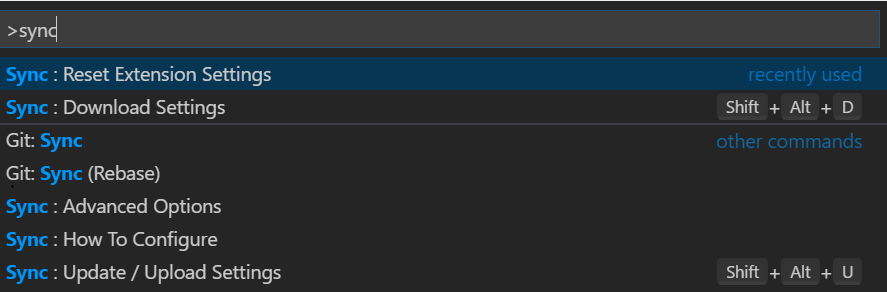 >sync
Sync : Reset Extension Settings recently used
Sync : Download Settings Shift + Alt + D
Git: Sync other commands
Git: Sync (Rebase)
Sync : Advanced Options
Sync : How To Configure
Sync : Update / Upload Settings Shift + Alt + U